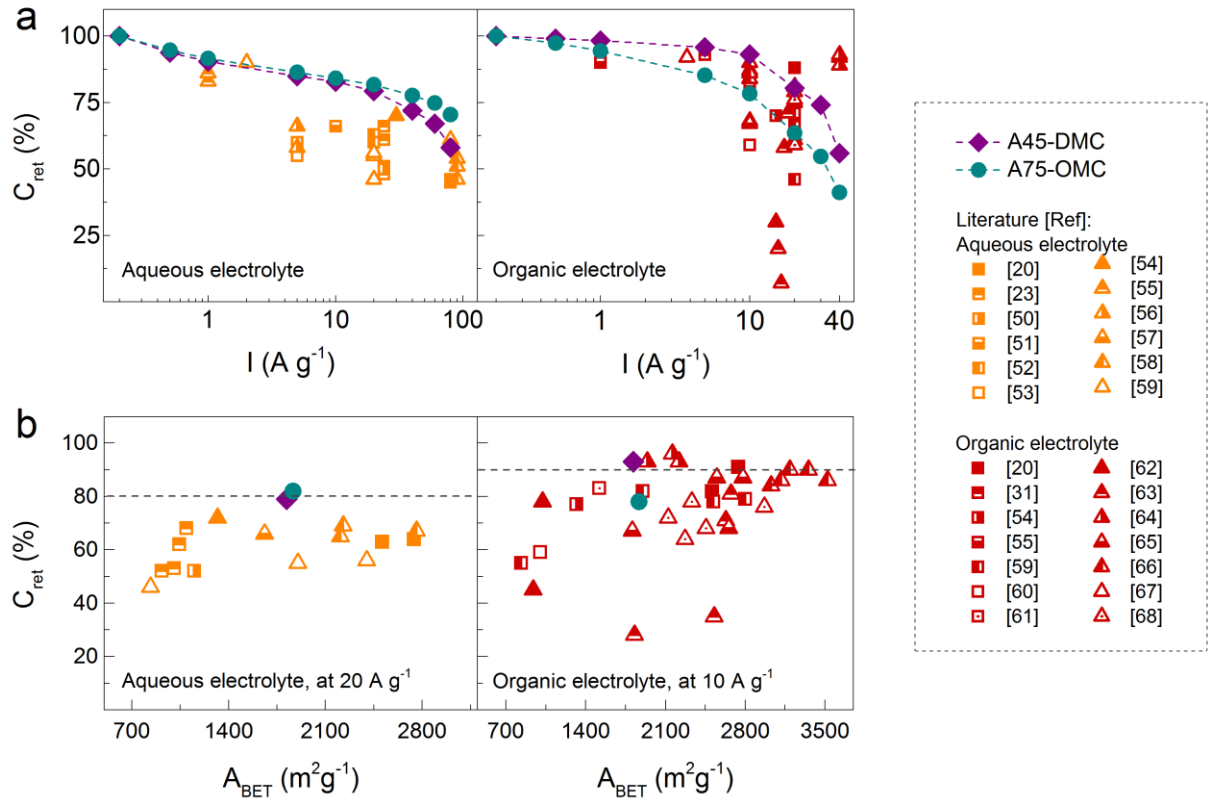 a
100
75
50
25
C_ret (%)
Aqueous electrolyte
Organic electrolyte
1
10
100
1
10
40
I (A g⁻¹)
I (A g⁻¹)
b
100
80
60
40
20
C_ret (%)
Aqueous electrolyte, at 20 A g⁻¹
Organic electrolyte, at 10 A g⁻¹
700
1400
2100
2800
700
1400
2100
2800
3500
A_BET (m²g⁻¹)
A_BET (m²g⁻¹)
A45-DMC
A75-OMC
Literature [Ref]:
Aqueous electrolyte
[20]
[23]
[50]
[51]
[52]
[53]
[54]
[55]
[56]
[57]
[58]
[59]
Organic electrolyte
[20]
[31]
[54]
[55]
[59]
[60]
[61]
[62]
[63]
[64]
[65]
[66]
[67]
[68]